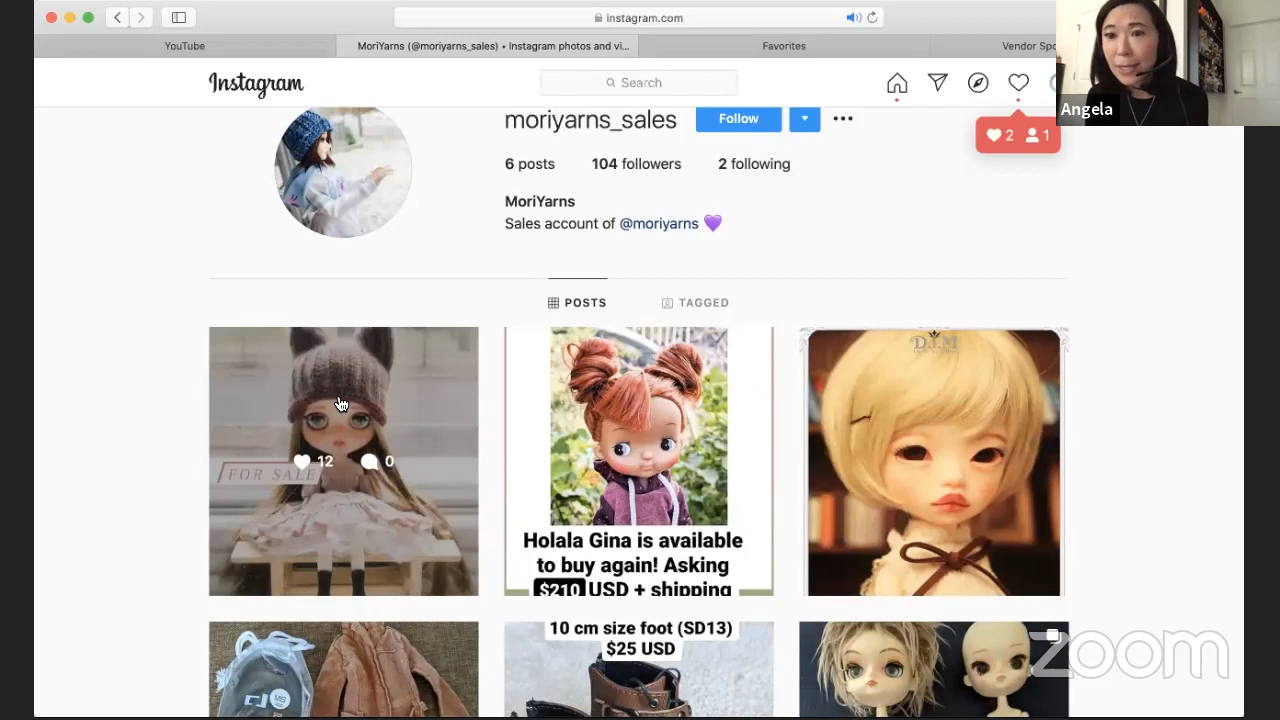 instagram.com
YouTube
MoriYarns (@moriyarns_sales) • Instagram photos and vi...
Favorites
Vendor Spo
Angela
Instagram
Search
2 1
moriyarns_sales
Follow
6 posts 104 followers 2 following
MoriYarns
Sales account of @moriyarns 💜
POSTS TAGGED
12 0
FOR SALE
Holala Gina is available
to buy again! Asking
$210 USD + shipping
D.I.M
10 cm size foot (SD13)
$25 USD
zoom